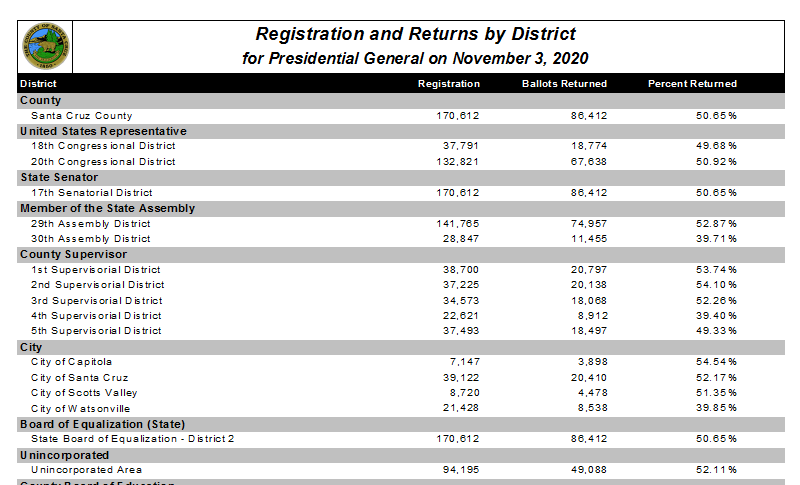 Registration and Returns by District
for Presidential General on November 3, 2020
District Registration Ballots Returned Percent Returned
County
Santa Cruz County 170,612 86,412 50.65%
United States Representative
18th Congressional District 37,791 18,774 49.68%
20th Congressional District 132,821 67,638 50.92%
State Senator
17th Senatorial District 170,612 86,412 50.65%
Member of the State Assembly
29th Assembly District 141,765 74,957 52.87%
30th Assembly District 28,847 11,455 39.71%
County Supervisor
1st Supervisorial District 38,700 20,797 53.74%
2nd Supervisorial District 37,225 20,138 54.10%
3rd Supervisorial District 34,573 18,068 52.26%
4th Supervisorial District 22,621 8,912 39.40%
5th Supervisorial District 37,493 18,497 49.33%
City
City of Capitola 7,147 3,898 54.54%
City of Santa Cruz 39,122 20,410 52.17%
City of Scotts Valley 8,720 4,478 51.35%
City of Watsonville 21,428 8,538 39.85%
Board of Equalization (State)
State Board of Equalization - District 2 170,612 86,412 50.65%
Unincorporated
Unincorporated Area 94,195 49,088 52.11%
County Board of Education